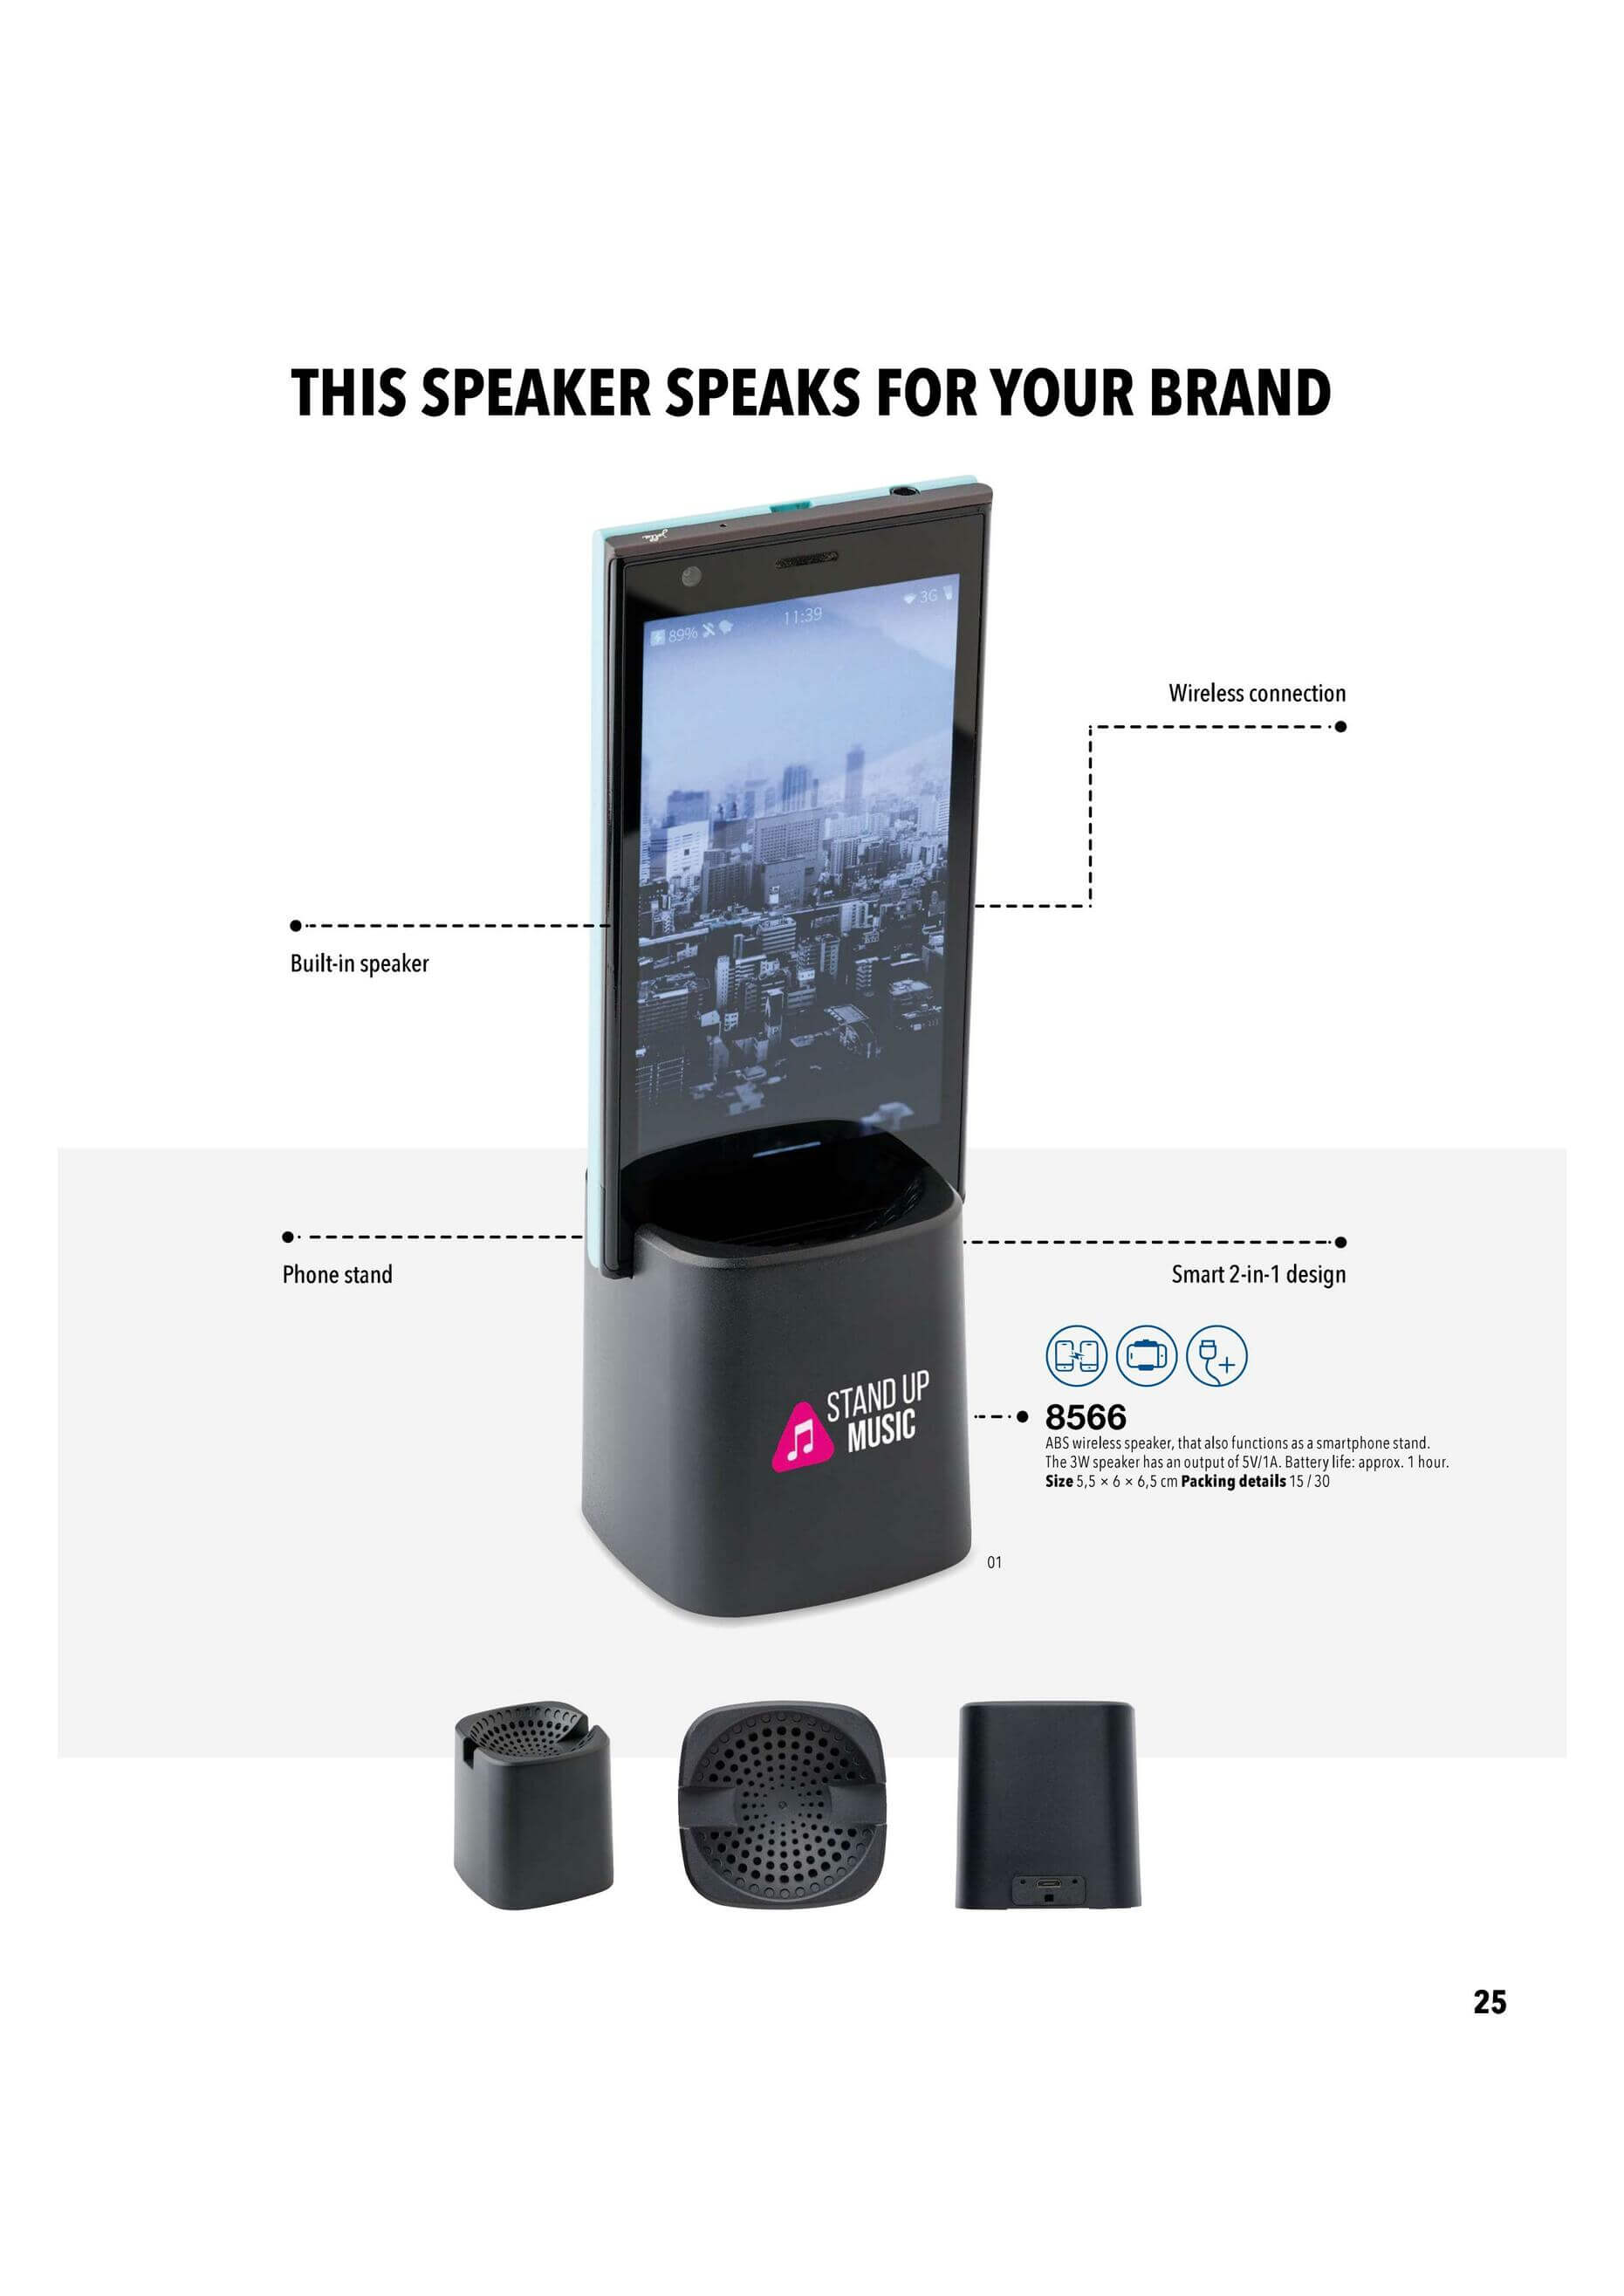 THIS SPEAKER SPEAKS FOR YOUR BRAND
89%
11:39
3G
Wireless connection
Built-in speaker
Phone stand
Smart 2-in-1 design
STAND UP
MUSIC
8566
ABS wireless speaker, that also functions as a smartphone stand.
The 3W speaker has an output of 5V/1A. Battery life: approx. 1 hour.
Size 5,5 × 6 × 6,5 cm Packing details 15 / 30
01
25